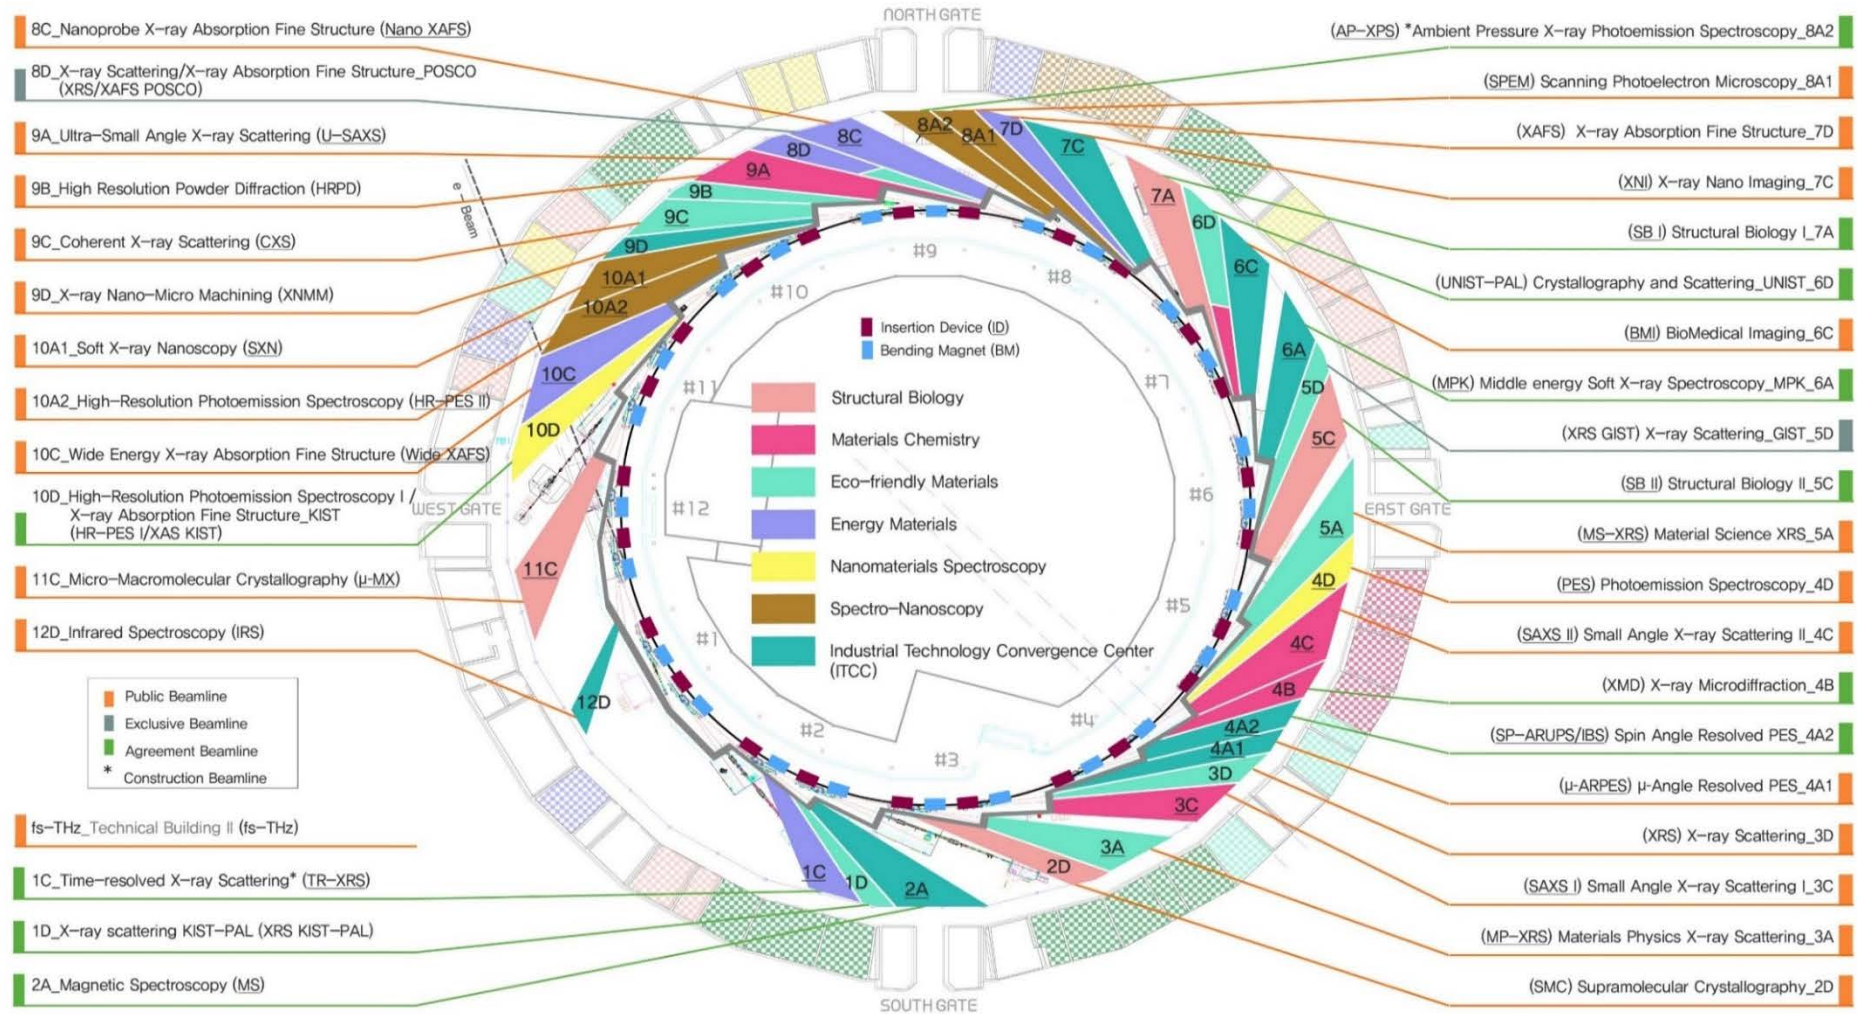 NORTH GATE
8C_Nanoprobe X-ray Absorption Fine Structure (Nano XAFS)
8D_X-ray Scattering/X-ray Absorption Fine Structure_POSCO
(XRS/XAFS POSCO)
9A_Ultra-Small Angle X-ray Scattering (U-SAXS)
9B_High Resolution Powder Diffraction (HRPD)
9C_Coherent X-ray Scattering (CXS)
9D_X-ray Nano-Micro Machining (XNMM)
10A1_Soft X-ray Nanoscopy (SXN)
10A2_High-Resolution Photoemission Spectroscopy (HR-PES II)
10C_Wide Energy X-ray Absorption Fine Structure (Wide XAFS)
10D_High-Resolution Photoemission Spectroscopy I /
X-ray Absorption Fine Structure_KIST
(HR-PES I/XAS KIST)
11C_Micro-Macromolecular Crystallography (μ-MX)
12D_Infrared Spectroscopy (IRS)
Public Beamline
Exclusive Beamline
Agreement Beamline
* Construction Beamline
fs-THz_Technical Building II (fs-THz)
1C_Time-resolved X-ray Scattering* (TR-XRS)
1D_X-ray scattering KIST-PAL (XRS KIST-PAL)
2A_Magnetic Spectroscopy (MS)
e- Beam
WEST GATE
8C
8D
9A
9B
9C
9D
10A1
10A2
10C
10D
11C
12D
1C
1D
2A
8A2
8A1
7D
7C
7A
6D
6C
6A
5D
5C
5A
4D
4C
4B
4A2
4A1
3D
3C
3A
2D
#9
#8
#10
#7
#11
#6
#12
#5
#1
#4
#2
#3
Insertion Device (ID)
Bending Magnet (BM)
Structural Biology
Materials Chemistry
Eco-friendly Materials
Energy Materials
Nanomaterials Spectroscopy
Spectro-Nanoscopy
Industrial Technology Convergence Center
(ITCC)
EAST GATE
SOUTH GATE
(AP-XPS) *Ambient Pressure X-ray Photoemission Spectroscopy_8A2
(SPEM) Scanning Photoelectron Microscopy_8A1
(XAFS) X-ray Absorption Fine Structure_7D
(XNI) X-ray Nano Imaging_7C
(SB I) Structural Biology I_7A
(UNIST-PAL) Crystallography and Scattering_UNIST_6D
(BMI) BioMedical Imaging_6C
(MPK) Middle energy Soft X-ray Spectroscopy_MPK_6A
(XRS GIST) X-ray Scattering_GIST_5D
(SB II) Structural Biology II_5C
(MS-XRS) Material Science XRS_5A
(PES) Photoemission Spectroscopy_4D
(SAXS II) Small Angle X-ray Scattering II_4C
(XMD) X-ray Microdiffraction_4B
(SP-ARUPS/IBS) Spin Angle Resolved PES_4A2
(μ-ARPES) μ-Angle Resolved PES_4A1
(XRS) X-ray Scattering_3D
(SAXS I) Small Angle X-ray Scattering I_3C
(MP-XRS) Materials Physics X-ray Scattering_3A
(SMC) Supramolecular Crystallography_2D